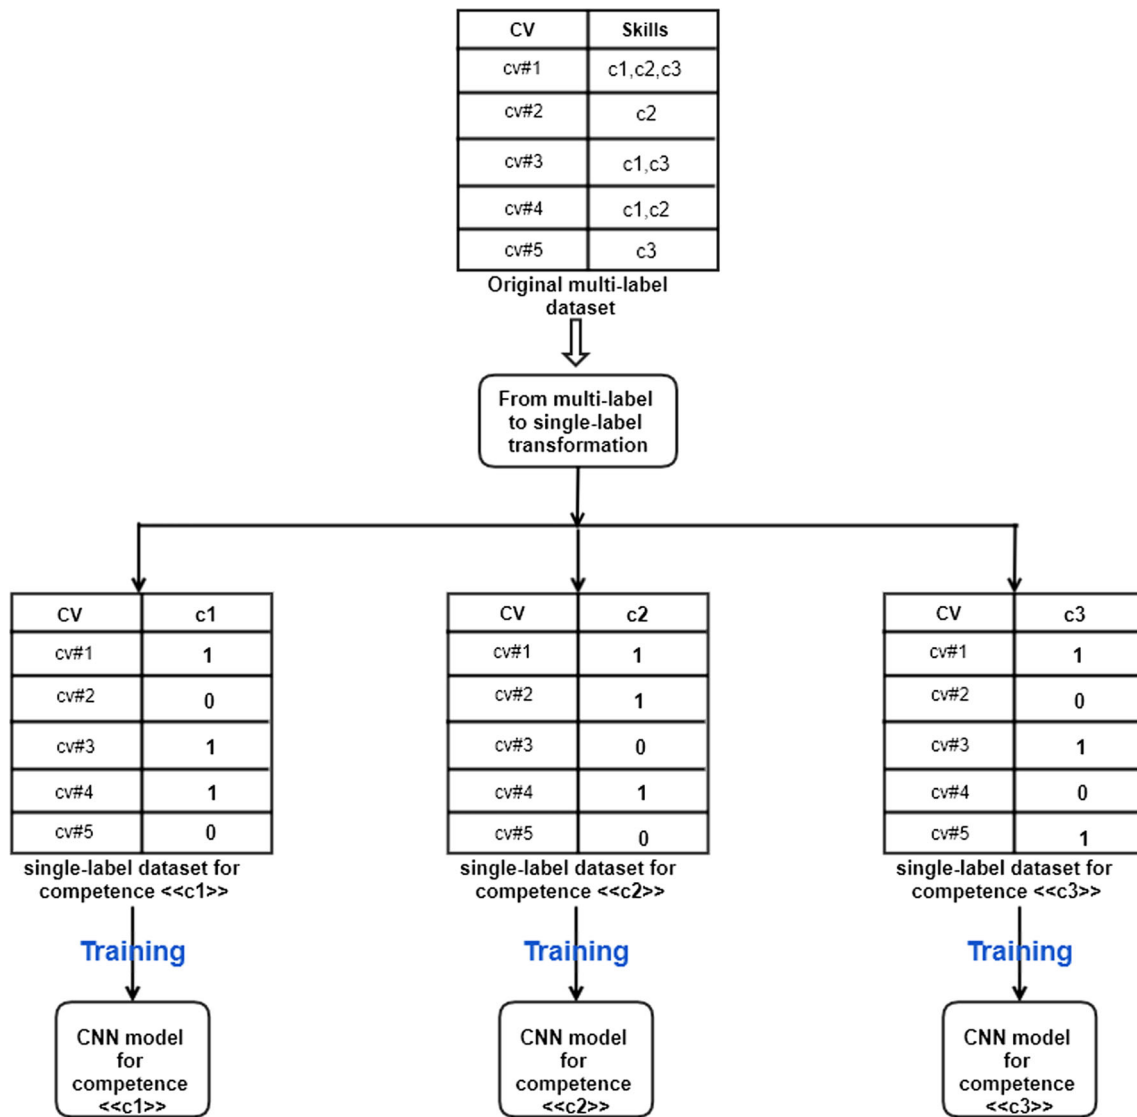 CV Skills
cv#1 c1,c2,c3
cv#2 c2
cv#3 c1,c3
cv#4 c1,c2
cv#5 c3
Original multi-label
dataset
From multi-label
to single-label
transformation
CV c1
cv#1 1
cv#2 0
cv#3 1
cv#4 1
cv#5 0
single-label dataset for
competence <<c1>>
Training
CNN model
for
competence
<<c1>>
CV c2
cv#1 1
cv#2 1
cv#3 0
cv#4 1
cv#5 0
single-label dataset for
competence <<c2>>
Training
CNN model
for
competence
<<c2>>
CV c3
cv#1 1
cv#2 0
cv#3 1
cv#4 0
cv#5 1
single-label dataset for
competence <<c3>>
Training
CNN model
for
competence
<<c3>>